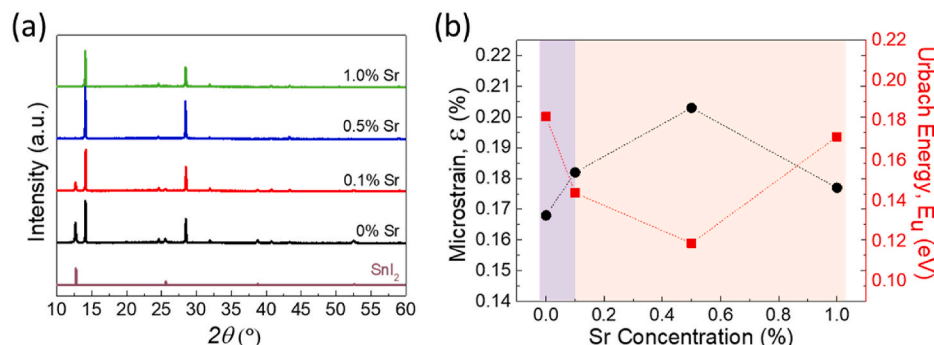 (a)
Intensity (a.u.)
1.0% Sr
0.5% Sr
0.1% Sr
0% Sr
SnI₂
10 15 20 25 30 35 40 45 50 55 60
2θ (°)
(b)
Microstrain, ε (%)
0.22
0.21
0.20
0.19
0.18
0.17
0.16
0.15
0.14
0.0 0.2 0.4 0.6 0.8 1.0
Sr Concentration (%)
0.22
0.20
0.18
0.16
0.14
0.12
0.10
Urbach Energy, Eᵤ (eV)